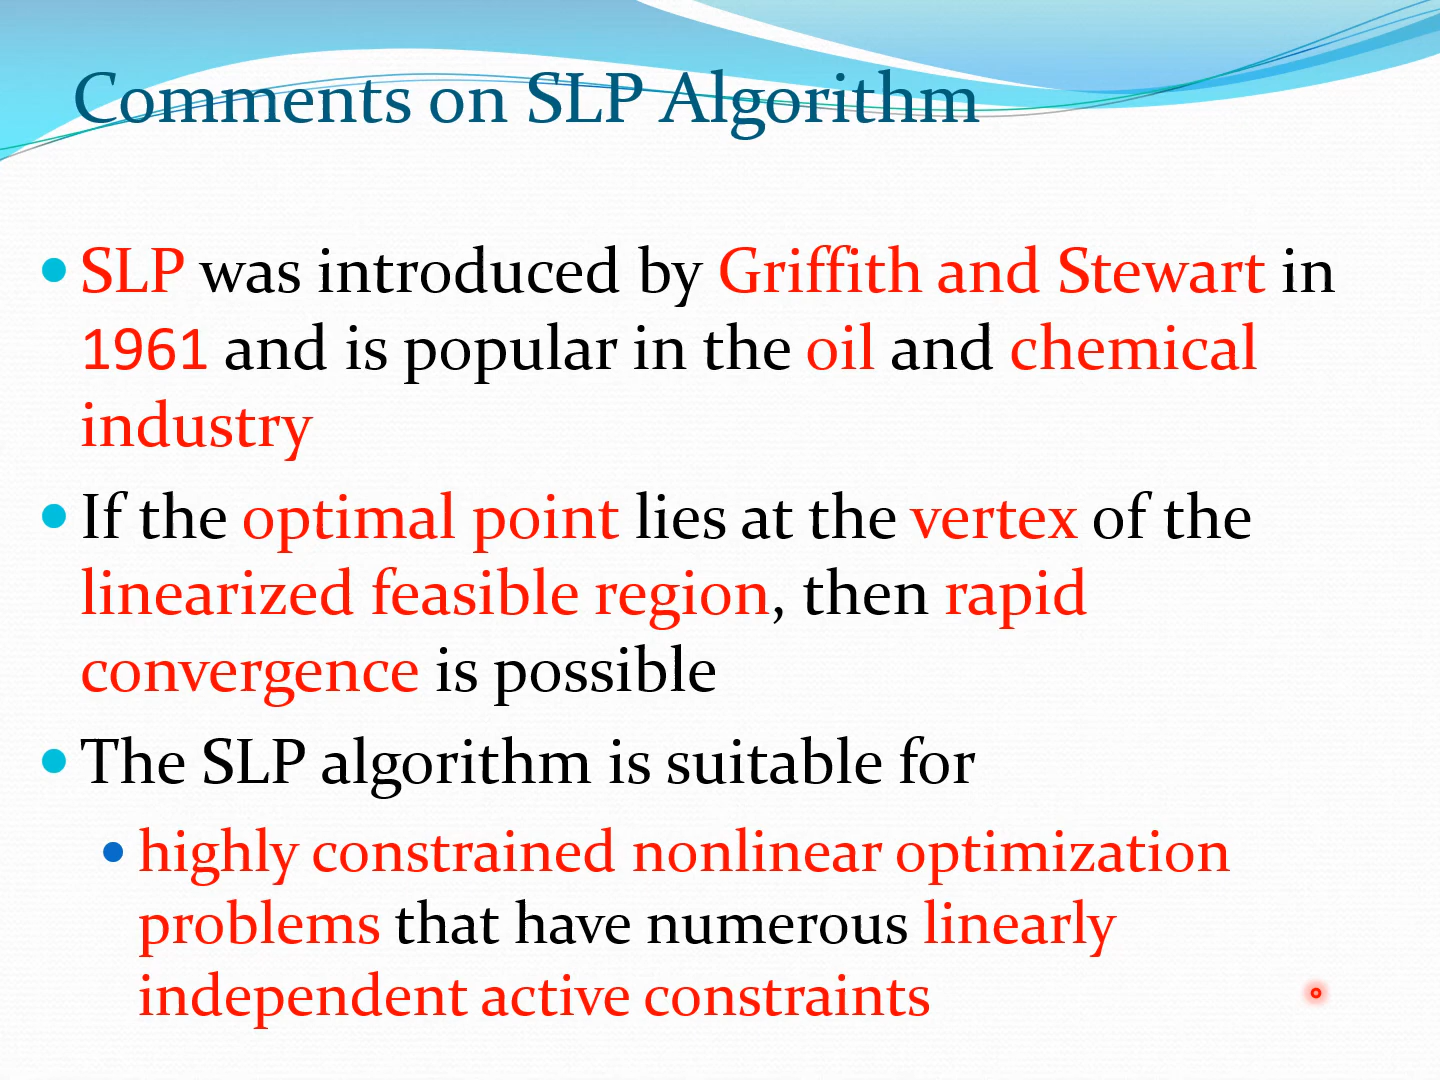 Comments on SLP Algorithm
SLP was introduced by Griffith and Stewart in
1961 and is popular in the oil and chemical
industry
If the optimal point lies at the vertex of the
linearized feasible region, then rapid
convergence is possible
The SLP algorithm is suitable for
highly constrained nonlinear optimization
problems that have numerous linearly
independent active constraints